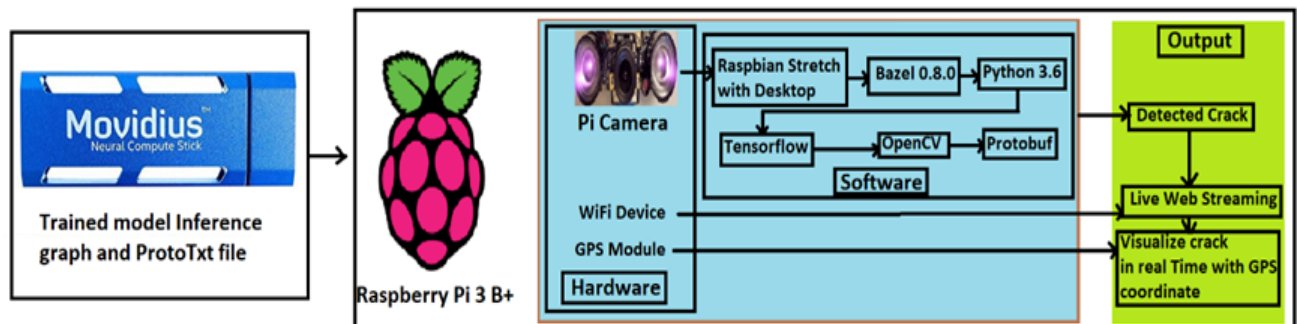 Movidius™
Neural Compute Stick
Trained model Inference
graph and ProtoTxt file
Raspberry Pi 3 B+
Pi Camera
WiFi Device
GPS Module
Hardware
Raspbian Stretch
with Desktop
Bazel 0.8.0
Python 3.6
Tensorflow
OpenCV
Protobuf
Software
Output
Detected Crack
Live Web Streaming
Visualize crack
in real Time with GPS
coordinate